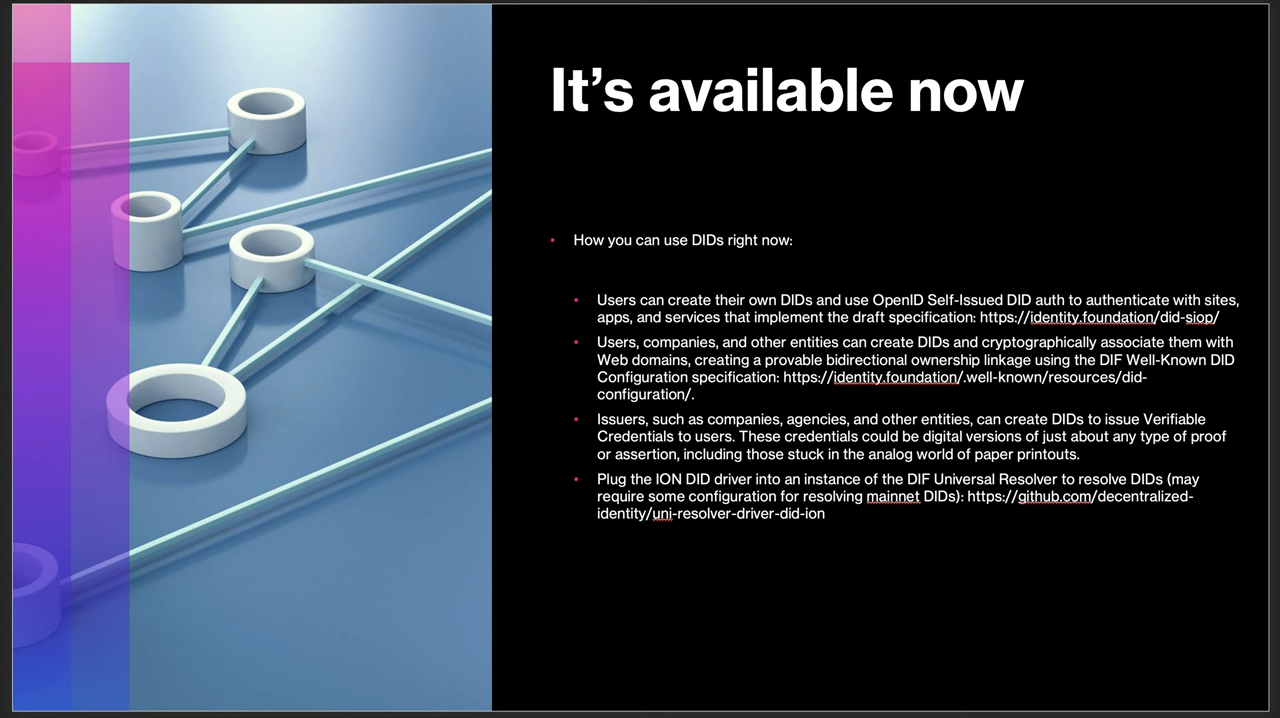 It’s available now
• How you can use DIDs right now:
• Users can create their own DIDs and use OpenID Self-Issued DID auth to authenticate with sites,
apps, and services that implement the draft specification: https://identity.foundation/did-siop/
• Users, companies, and other entities can create DIDs and cryptographically associate them with
Web domains, creating a provable bidirectional ownership linkage using the DIF Well-Known DID
Configuration specification: https://identity.foundation/.well-known/resources/did-
configuration/.
• Issuers, such as companies, agencies, and other entities, can create DIDs to issue Verifiable
Credentials to users. These credentials could be digital versions of just about any type of proof
or assertion, including those stuck in the analog world of paper printouts.
• Plug the ION DID driver into an instance of the DIF Universal Resolver to resolve DIDs (may
require some configuration for resolving mainnet DIDs): https://github.com/decentralized-
identity/uni-resolver-driver-did-ion